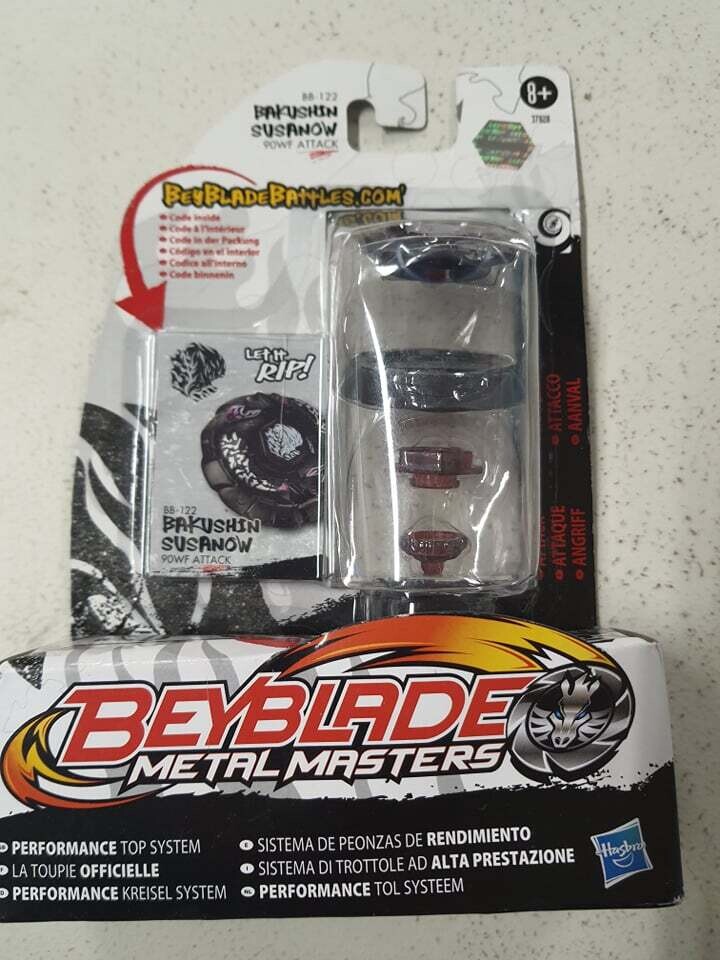 BB-122
BAKUSHIN
SUSANOW
90WF ATTACK
8+
37828
BEYBLADEBATTLES.COM
Code inside
Code à l'intérieur
Code in der Packung
Código en el interior
Codice all'interno
Code binnenin
LET IT
RIP!
BB-122
BAKUSHIN
SUSANOW
90WF ATTACK
ATTACCO
AANVAL
ATTAQUE
ANGRIFF
BEYBLADE
METAL MASTERS
PERFORMANCE TOP SYSTEM
LA TOUPIE OFFICIELLE
PERFORMANCE KREISEL SYSTEM
E SISTEMA DE PEONZAS DE RENDIMIENTO
I SISTEMA DI TROTTOLE AD ALTA PRESTAZIONE
NL PERFORMANCE TOL SYSTEEM
Hasbro